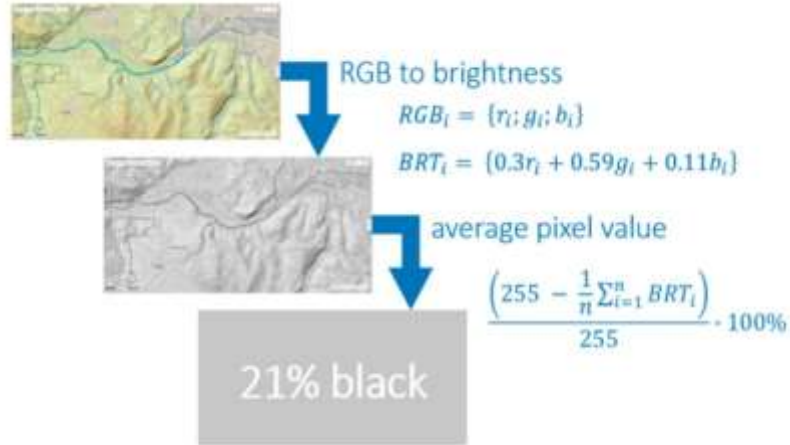 RGB to brightness
RGBᵢ = {rᵢ; gᵢ; bᵢ}
BRTᵢ = {0.3rᵢ + 0.59gᵢ + 0.11bᵢ}
average pixel value
(255 − 1/n ∑ⁿᵢ₌₁ BRTᵢ) / 255 · 100%
21% black